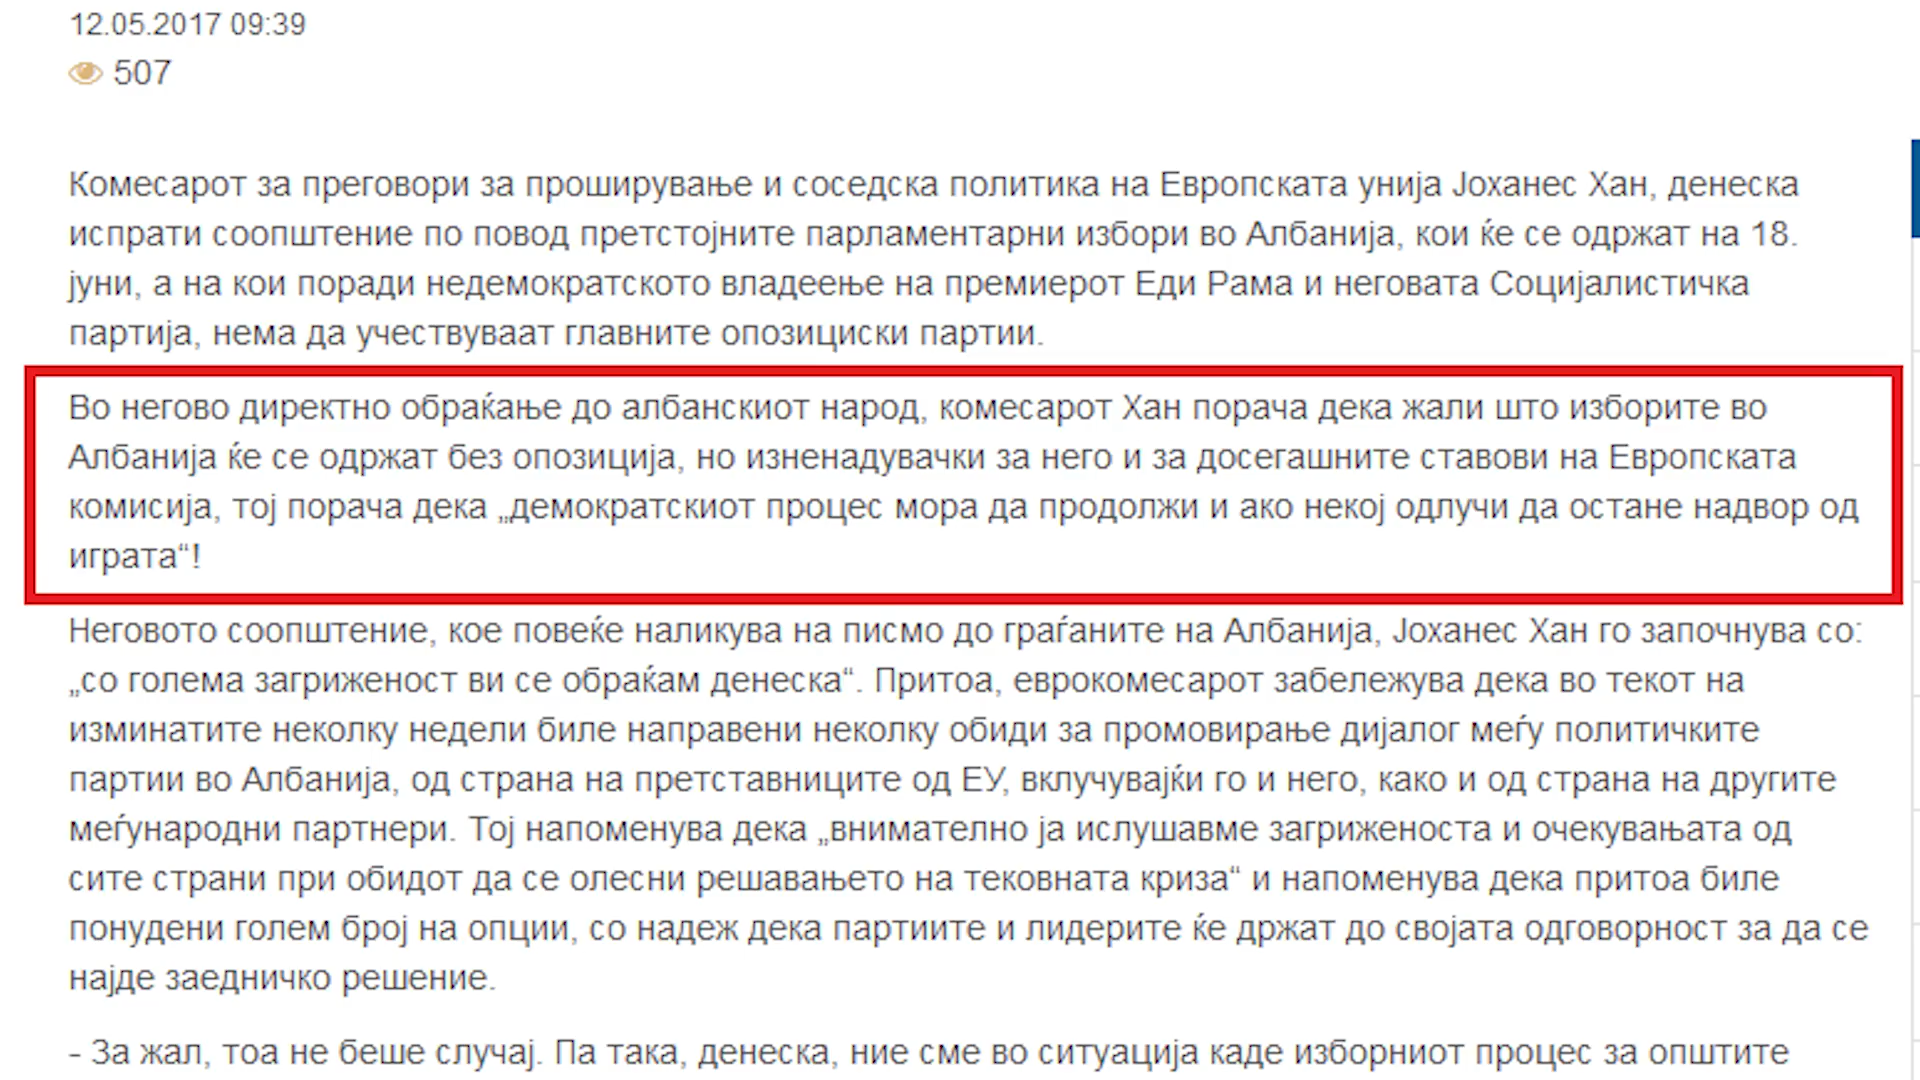 12.05.2017 09:39
507
Комесарот за преговори за проширување и соседска политика на Европската унија Јоханес Хан, денеска
испрати соопштение по повод претстојните парламентарни избори во Албанија, кои ќе се одржат на 18.
јуни, а на кои поради недемократското владеење на премиерот Еди Рама и неговата Социјалистичка
партија, нема да учествуваат главните опозициски партии.
Во негово директно обраќање до албанскиот народ, комесарот Хан порача дека жали што изборите во
Албанија ќе се одржат без опозиција, но изненадувачки за него и за досегашните ставови на Европската
комисија, тој порача дека „демократскиот процес мора да продолжи и ако некој одлучи да остане надвор од
играта“!
Неговото соопштение, кое повеќе наликува на писмо до граѓаните на Албанија, Јоханес Хан го започнува со:
„со голема загриженост ви се обраќам денеска“. Притоа, еврокомесарот забележува дека во текот на
изминатите неколку недели биле направени неколку обиди за промовирање дијалог меѓу политичките
партии во Албанија, од страна на претставниците од ЕУ, вклучувајќи го и него, како и од страна на другите
меѓународни партнери. Тој напоменува дека „внимателно ја ислушавме загриженоста и очекувањата од
сите страни при обидот да се олесни решавањето на тековната криза“ и напоменува дека притоа биле
понудени голем број на опции, со надеж дека партиите и лидерите ќе држат до својата одговорност за да се
најде заедничко решение.
- За жал, тоа не беше случај. Па така, денеска, ние сме во ситуација каде изборниот процес за општите